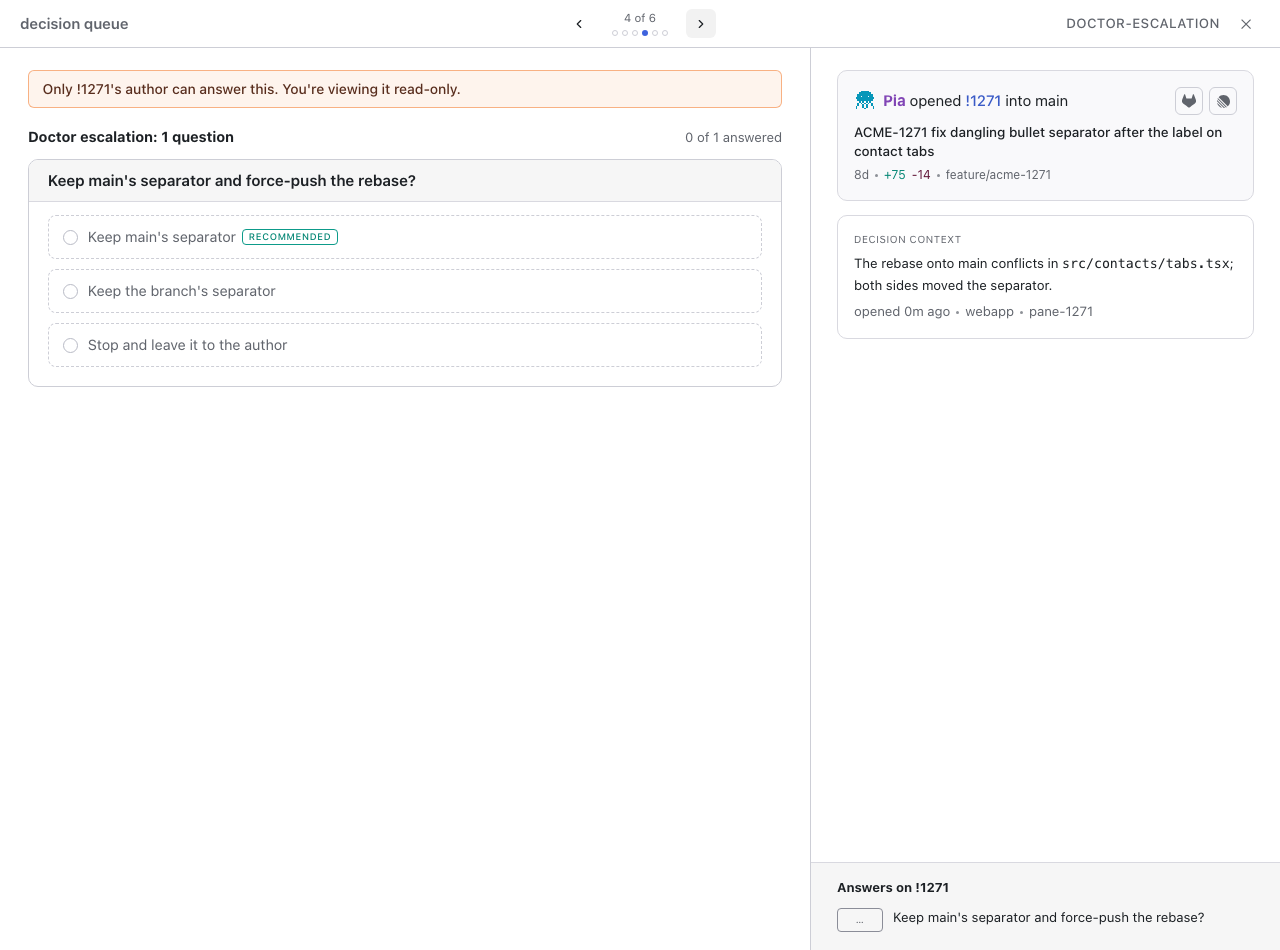 decision queue
4 of 6
DOCTOR-ESCALATION
Only !1271's author can answer this. You're viewing it read-only.
Doctor escalation: 1 question
0 of 1 answered
Keep main's separator and force-push the rebase?
Keep main's separator RECOMMENDED
Keep the branch's separator
Stop and leave it to the author
Pia opened !1271 into main
ACME-1271 fix dangling bullet separator after the label on
contact tabs
8d • +75 -14 • feature/acme-1271
DECISION CONTEXT
The rebase onto main conflicts in src/contacts/tabs.tsx;
both sides moved the separator.
opened 0m ago • webapp • pane-1271
Answers on !1271
... Keep main's separator and force-push the rebase?